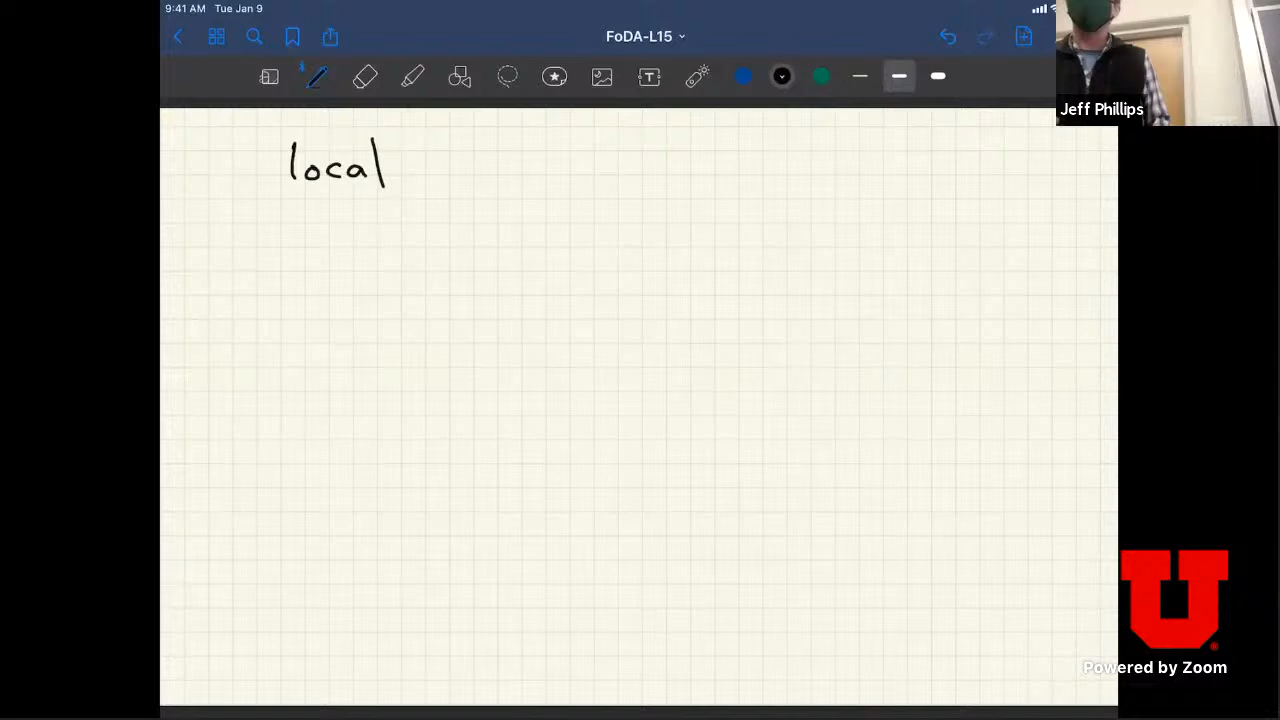 9:41 AM Tue Jan 9
FoDA-L15
T
Jeff Phillips
local
U
Powered by Zoom